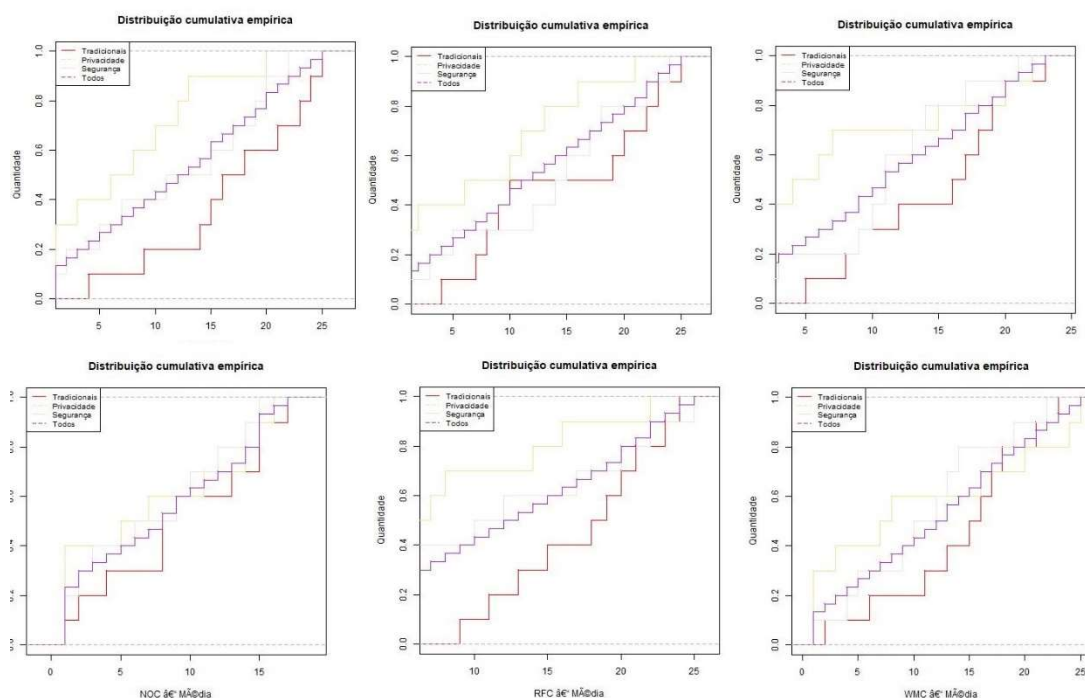 Distribuição cumulativa empírica
Tradicionais
Privacidade
Segurança
Todos
Quantidade
0.0 0.2 0.4 0.6 0.8 1.0
5 10 15 20 25
Distribuição cumulativa empírica
Tradicionais
Privacidade
Segurança
Todos
Quantidade
0.0 0.2 0.4 0.6 0.8 1.0
5 10 15 20 25
Distribuição cumulativa empírica
Tradicionais
Privacidade
Segurança
Todos
Quantidade
0.0 0.2 0.4 0.6 0.8 1.0
5 10 15 20 25
Distribuição cumulativa empírica
Tradicionais
Privacidade
Segurança
Todos
0 5 10 15
NOC â€“ MÃ©dia
Distribuição cumulativa empírica
Tradicionais
Privacidade
Segurança
Todos
Quantidade
0.0 0.2 0.4 0.6 0.8 1.0
10 15 20 25
RFC â€“ MÃ©dia
Distribuição cumulativa empírica
Tradicionais
Privacidade
Segurança
Todos
Quantidade
0.0 0.2 0.4 0.6 0.8 1.0
0 5 10 15 20 25
WMC â€“ MÃ©dia